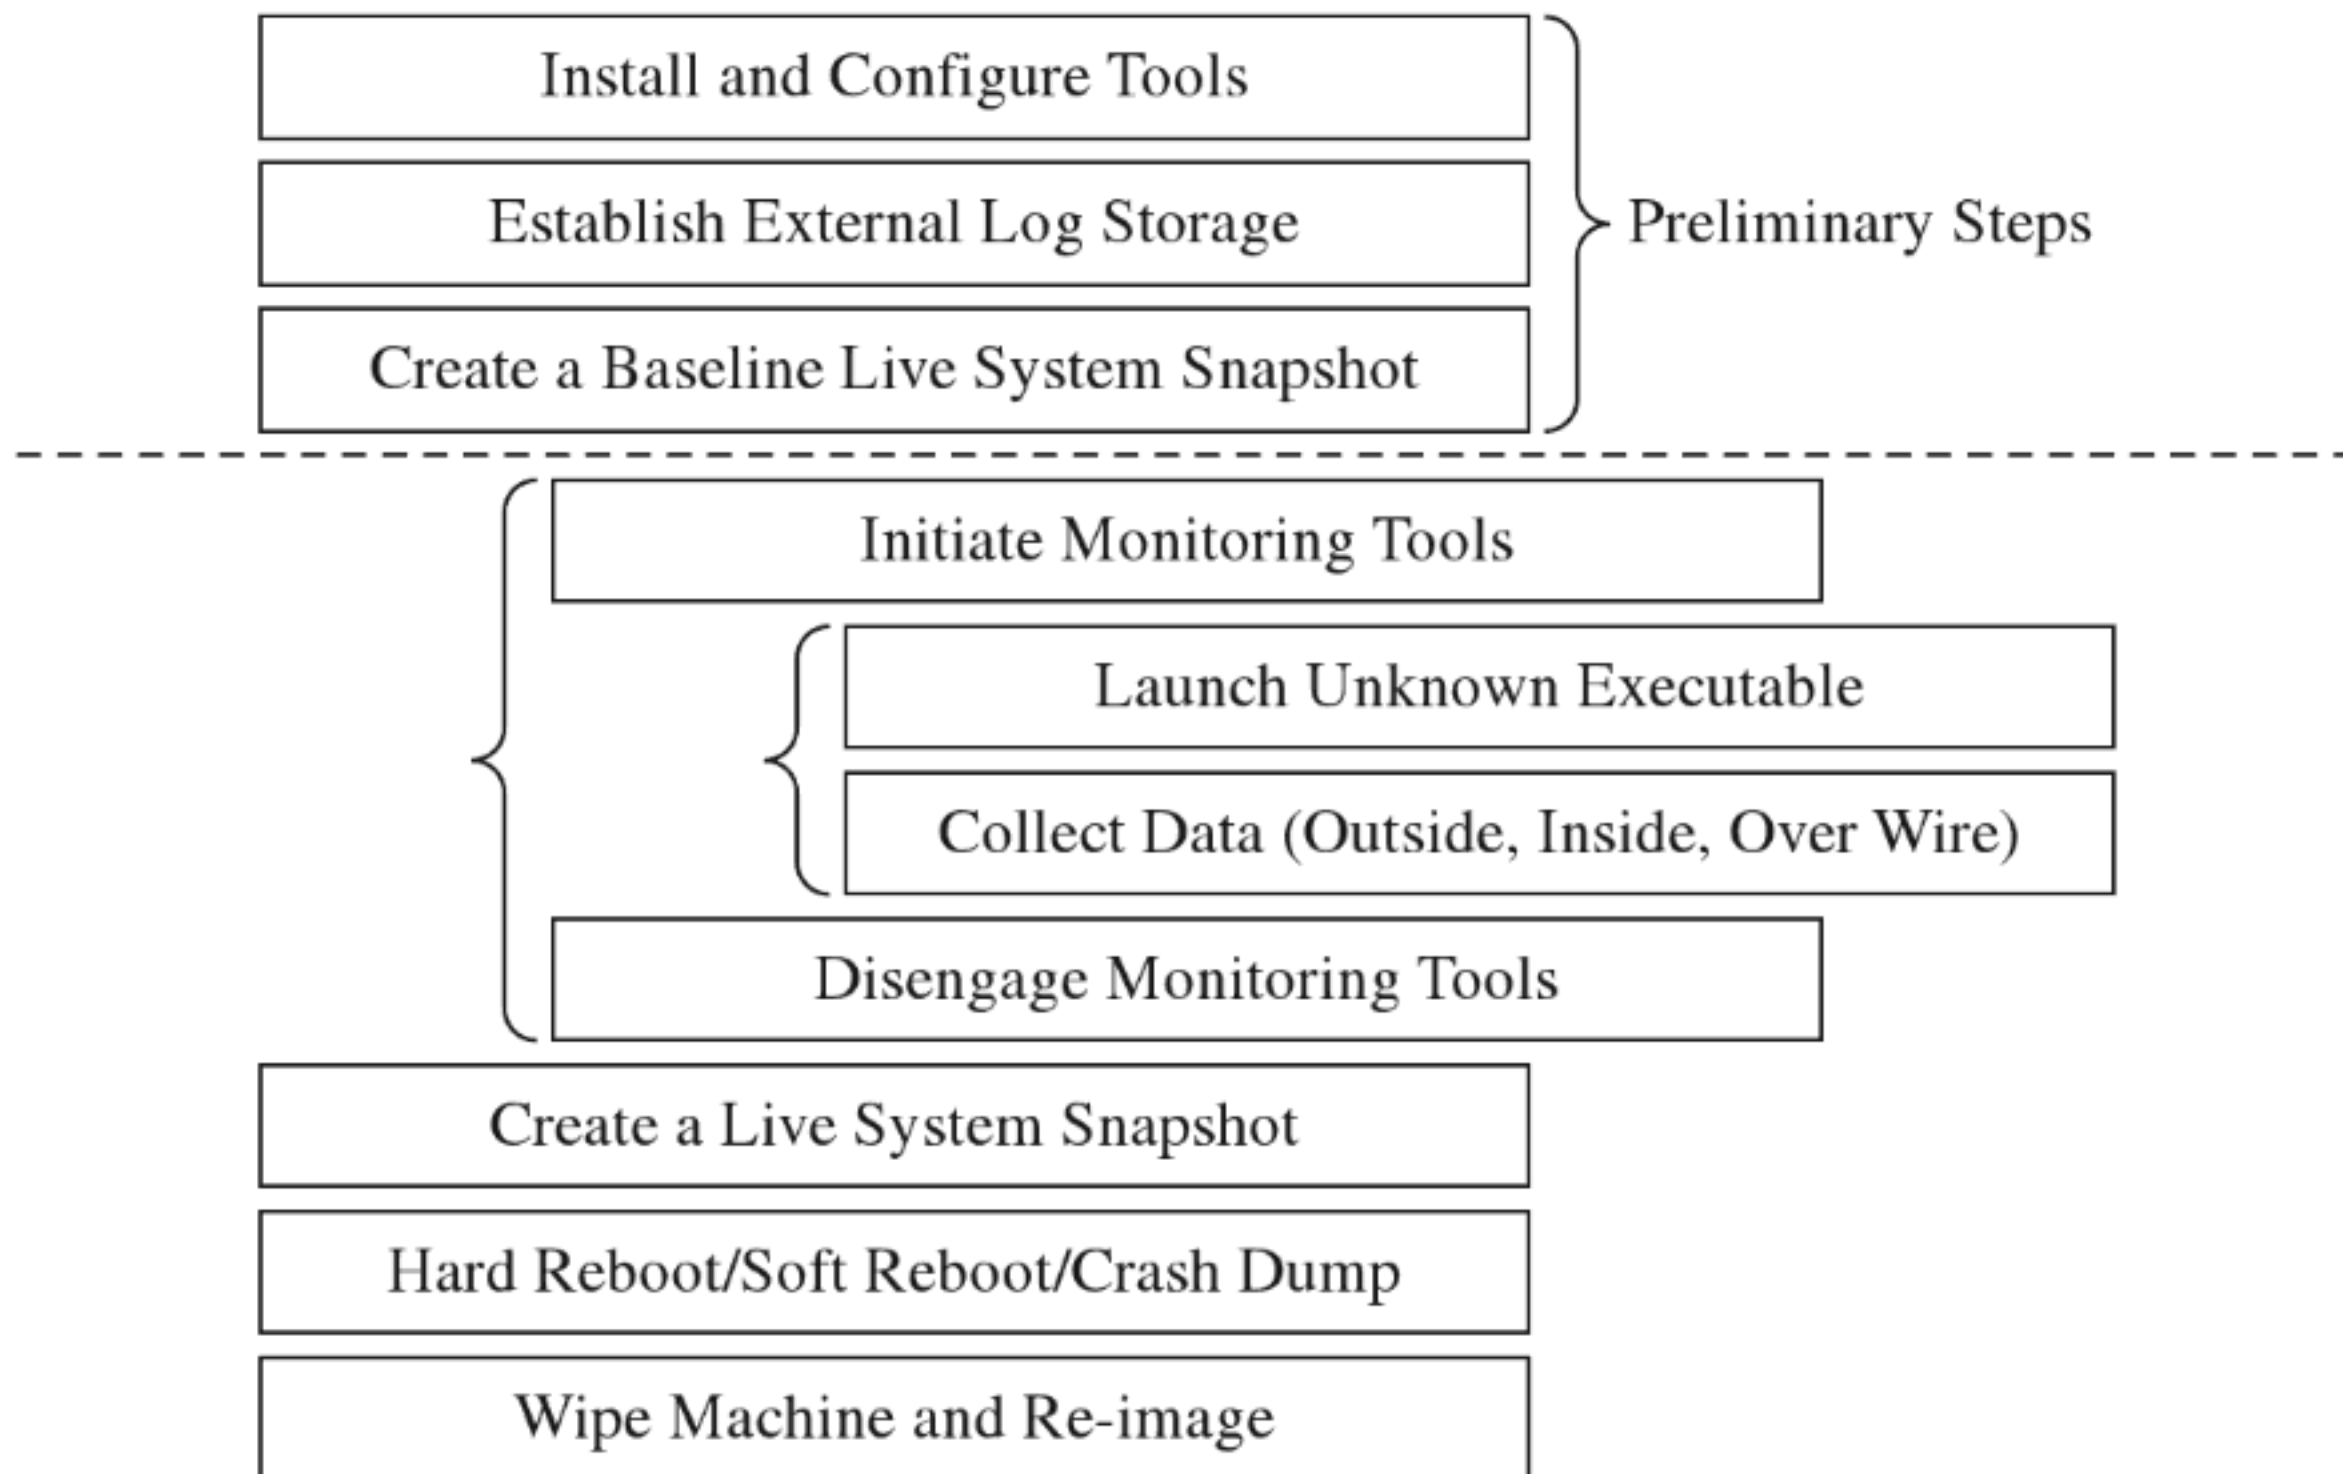 Install and Configure Tools
Establish External Log Storage
Preliminary Steps
Create a Baseline Live System Snapshot
Initiate Monitoring Tools
Launch Unknown Executable
Collect Data (Outside, Inside, Over Wire)
Disengage Monitoring Tools
Create a Live System Snapshot
Hard Reboot/Soft Reboot/Crash Dump
Wipe Machine and Re-image